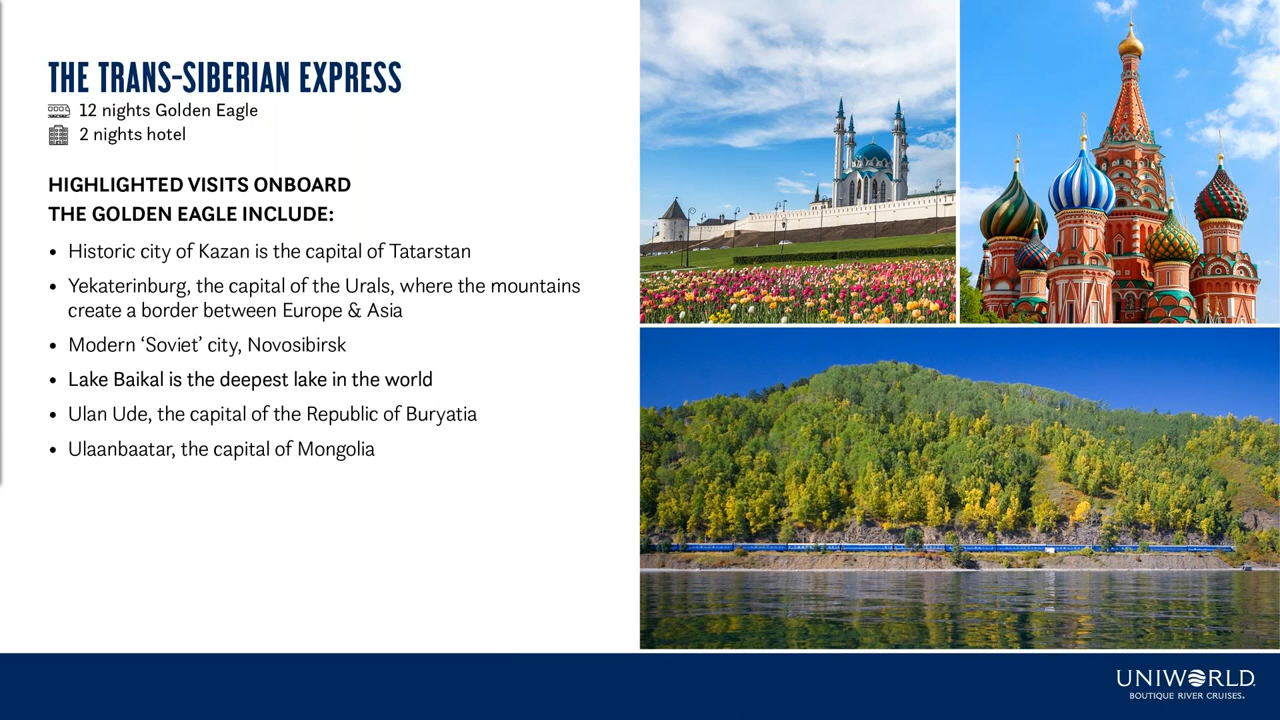 THE TRANS-SIBERIAN EXPRESS
12 nights Golden Eagle
2 nights hotel
HIGHLIGHTED VISITS ONBOARD
THE GOLDEN EAGLE INCLUDE:
• Historic city of Kazan is the capital of Tatarstan
• Yekaterinburg, the capital of the Urals, where the mountains
create a border between Europe & Asia
• Modern ‘Soviet’ city, Novosibirsk
• Lake Baikal is the deepest lake in the world
• Ulan Ude, the capital of the Republic of Buryatia
• Ulaanbaatar, the capital of Mongolia
UNIWORLD
BOUTIQUE RIVER CRUISES.